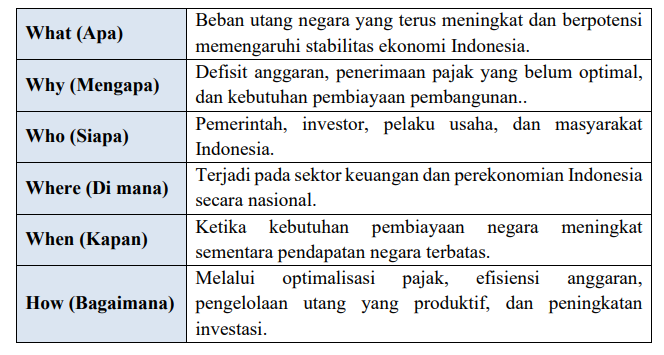 What (Apa)
Beban utang negara yang terus meningkat dan berpotensi
memengaruhi stabilitas ekonomi Indonesia.
Why (Mengapa)
Defisit anggaran, penerimaan pajak yang belum optimal,
dan kebutuhan pembiayaan pembangunan..
Who (Siapa)
Pemerintah, investor, pelaku usaha, dan masyarakat
Indonesia.
Where (Di mana)
Terjadi pada sektor keuangan dan perekonomian Indonesia
secara nasional.
When (Kapan)
Ketika kebutuhan pembiayaan negara meningkat
sementara pendapatan negara terbatas.
How (Bagaimana)
Melalui optimalisasi pajak, efisiensi anggaran,
pengelolaan utang yang produktif, dan peningkatan
investasi.